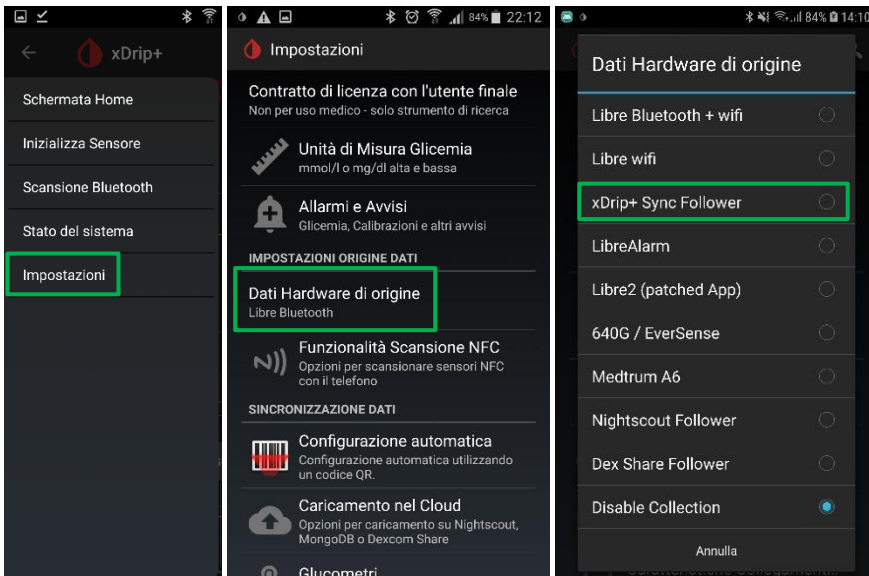 xDrip+
Schermata Home
Inizializza Sensore
Scansione Bluetooth
Stato del sistema
Impostazioni
84% 22:12
Impostazioni
Contratto di licenza con l'utente finale
Non per uso medico - solo strumento di ricerca
Unità di Misura Glicemia
mmol/l o mg/dl alta e bassa
Allarmi e Avvisi
Glicemia, Calibrazioni e altri avvisi
IMPOSTAZIONI ORIGINE DATI
Dati Hardware di origine
Libre Bluetooth
Funzionalità Scansione NFC
Opzioni per scansionare sensori NFC
con il telefono
SINCRONIZZAZIONE DATI
Configurazione automatica
Configurazione automatica utilizzando
un codice QR.
Caricamento nel Cloud
Opzioni per caricamento su Nightscout,
MongoDB o Dexcom Share
Glucometri
84% 14:10
Dati Hardware di origine
Libre Bluetooth + wifi
Libre wifi
xDrip+ Sync Follower
LibreAlarm
Libre2 (patched App)
640G / EverSense
Medtrum A6
Nightscout Follower
Dex Share Follower
Disable Collection
Annulla